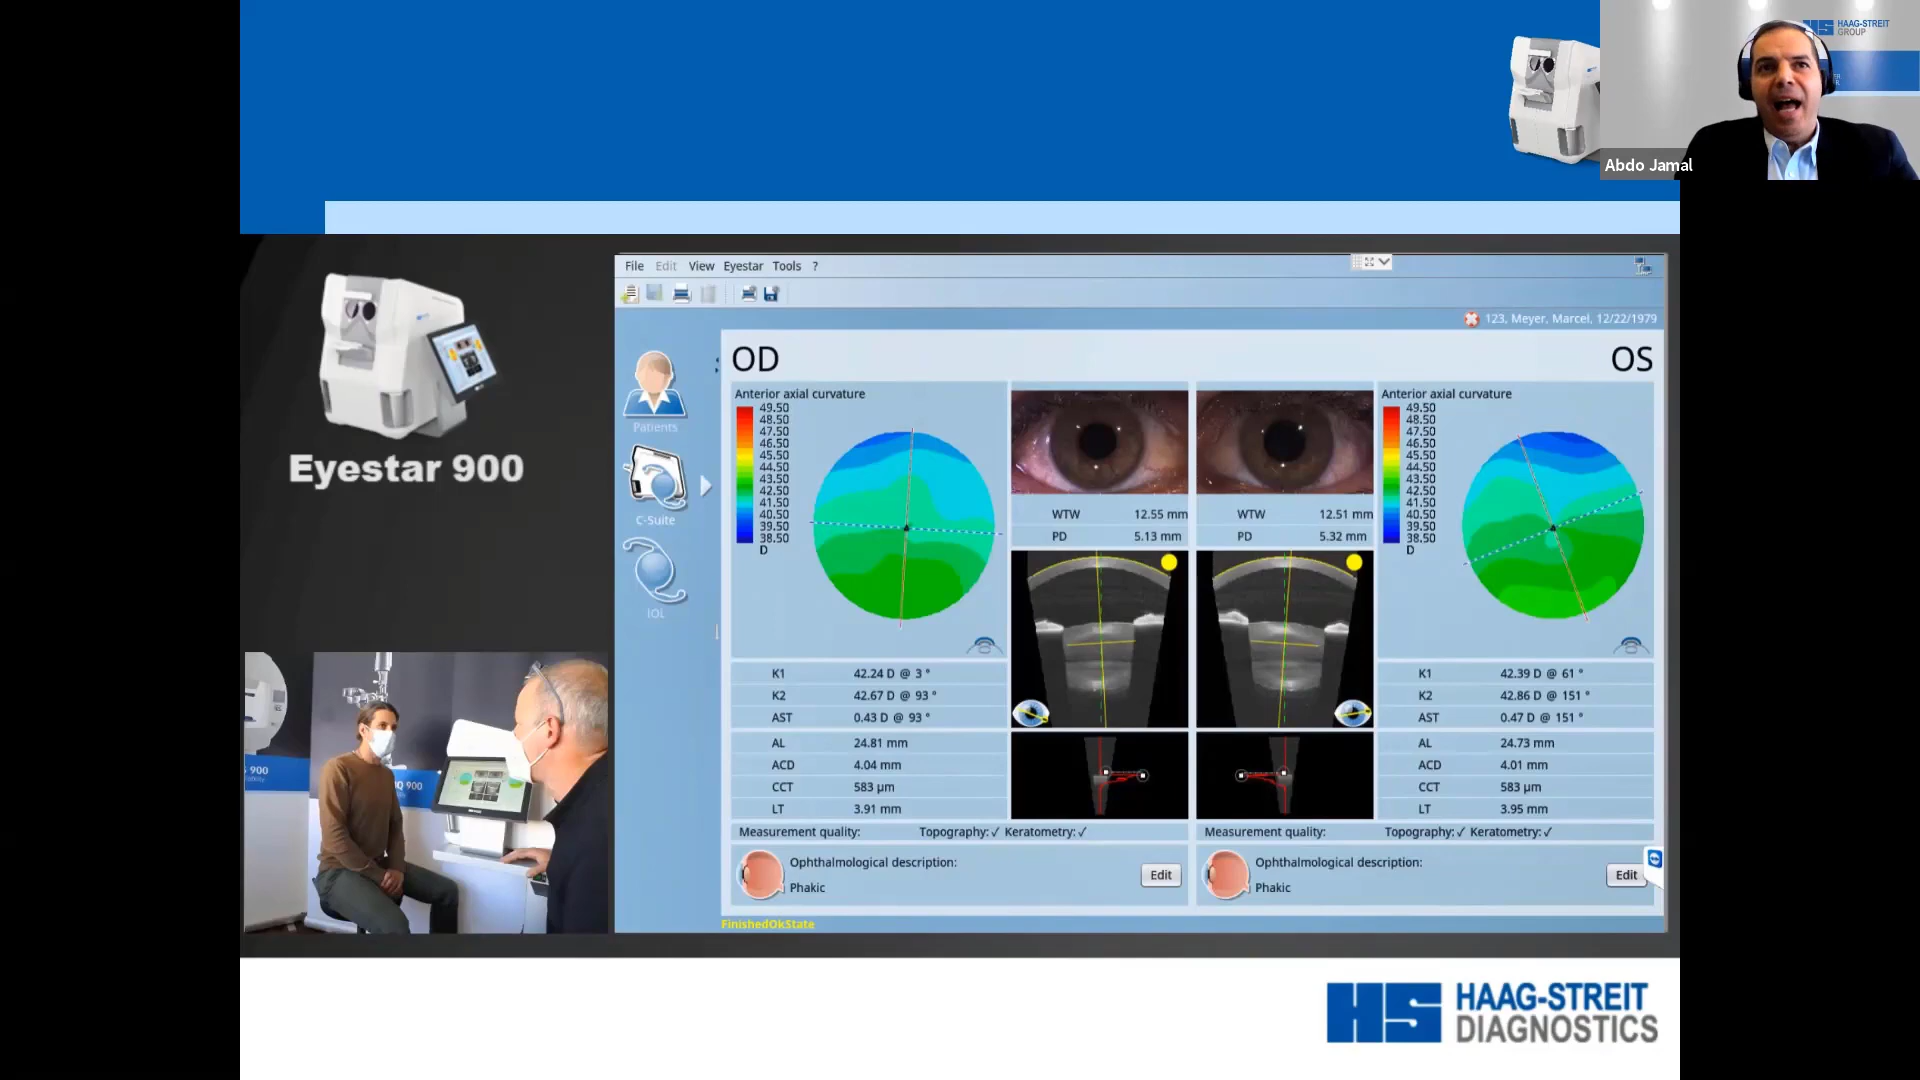 HAAG-STREIT
GROUP
Abdo Jamal
File Edit View Eyestar Tools ?
123, Meyer, Marcel, 12/22/1979
Eyestar 900
Patients
C-Suite
IOL
OD
OS
Anterior axial curvature
49.50
48.50
47.50
46.50
45.50
44.50
43.50
42.50
41.50
40.50
39.50
38.50
D
WTW 12.55 mm
PD 5.13 mm
WTW 12.51 mm
PD 5.32 mm
Anterior axial curvature
49.50
48.50
47.50
46.50
45.50
44.50
43.50
42.50
41.50
40.50
39.50
38.50
D
K1 42.24 D @ 3 °
K2 42.67 D @ 93 °
AST 0.43 D @ 93 °
AL 24.81 mm
ACD 4.04 mm
CCT 583 µm
LT 3.91 mm
K1 42.39 D @ 61 °
K2 42.86 D @ 151 °
AST 0.47 D @ 151 °
AL 24.73 mm
ACD 4.01 mm
CCT 583 µm
LT 3.95 mm
Measurement quality: Topography:✓ Keratometry:✓
Measurement quality: Topography:✓ Keratometry:✓
Ophthalmological description:
Phakic
Edit
Ophthalmological description:
Phakic
Edit
FinishedOkState
900
900
HS HAAG-STREIT
DIAGNOSTICS